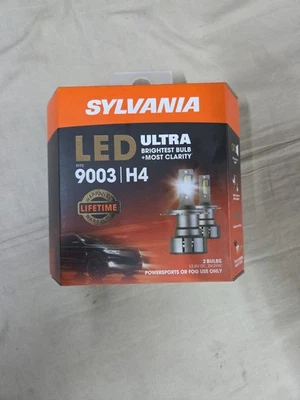 SYLVANIA
LED ULTRA
BRIGHTEST BULB
+MOST CLARITY
9003 | H4
LIFETIME
2 BULBS
POWERSPORTS OR FOG USE ONLY